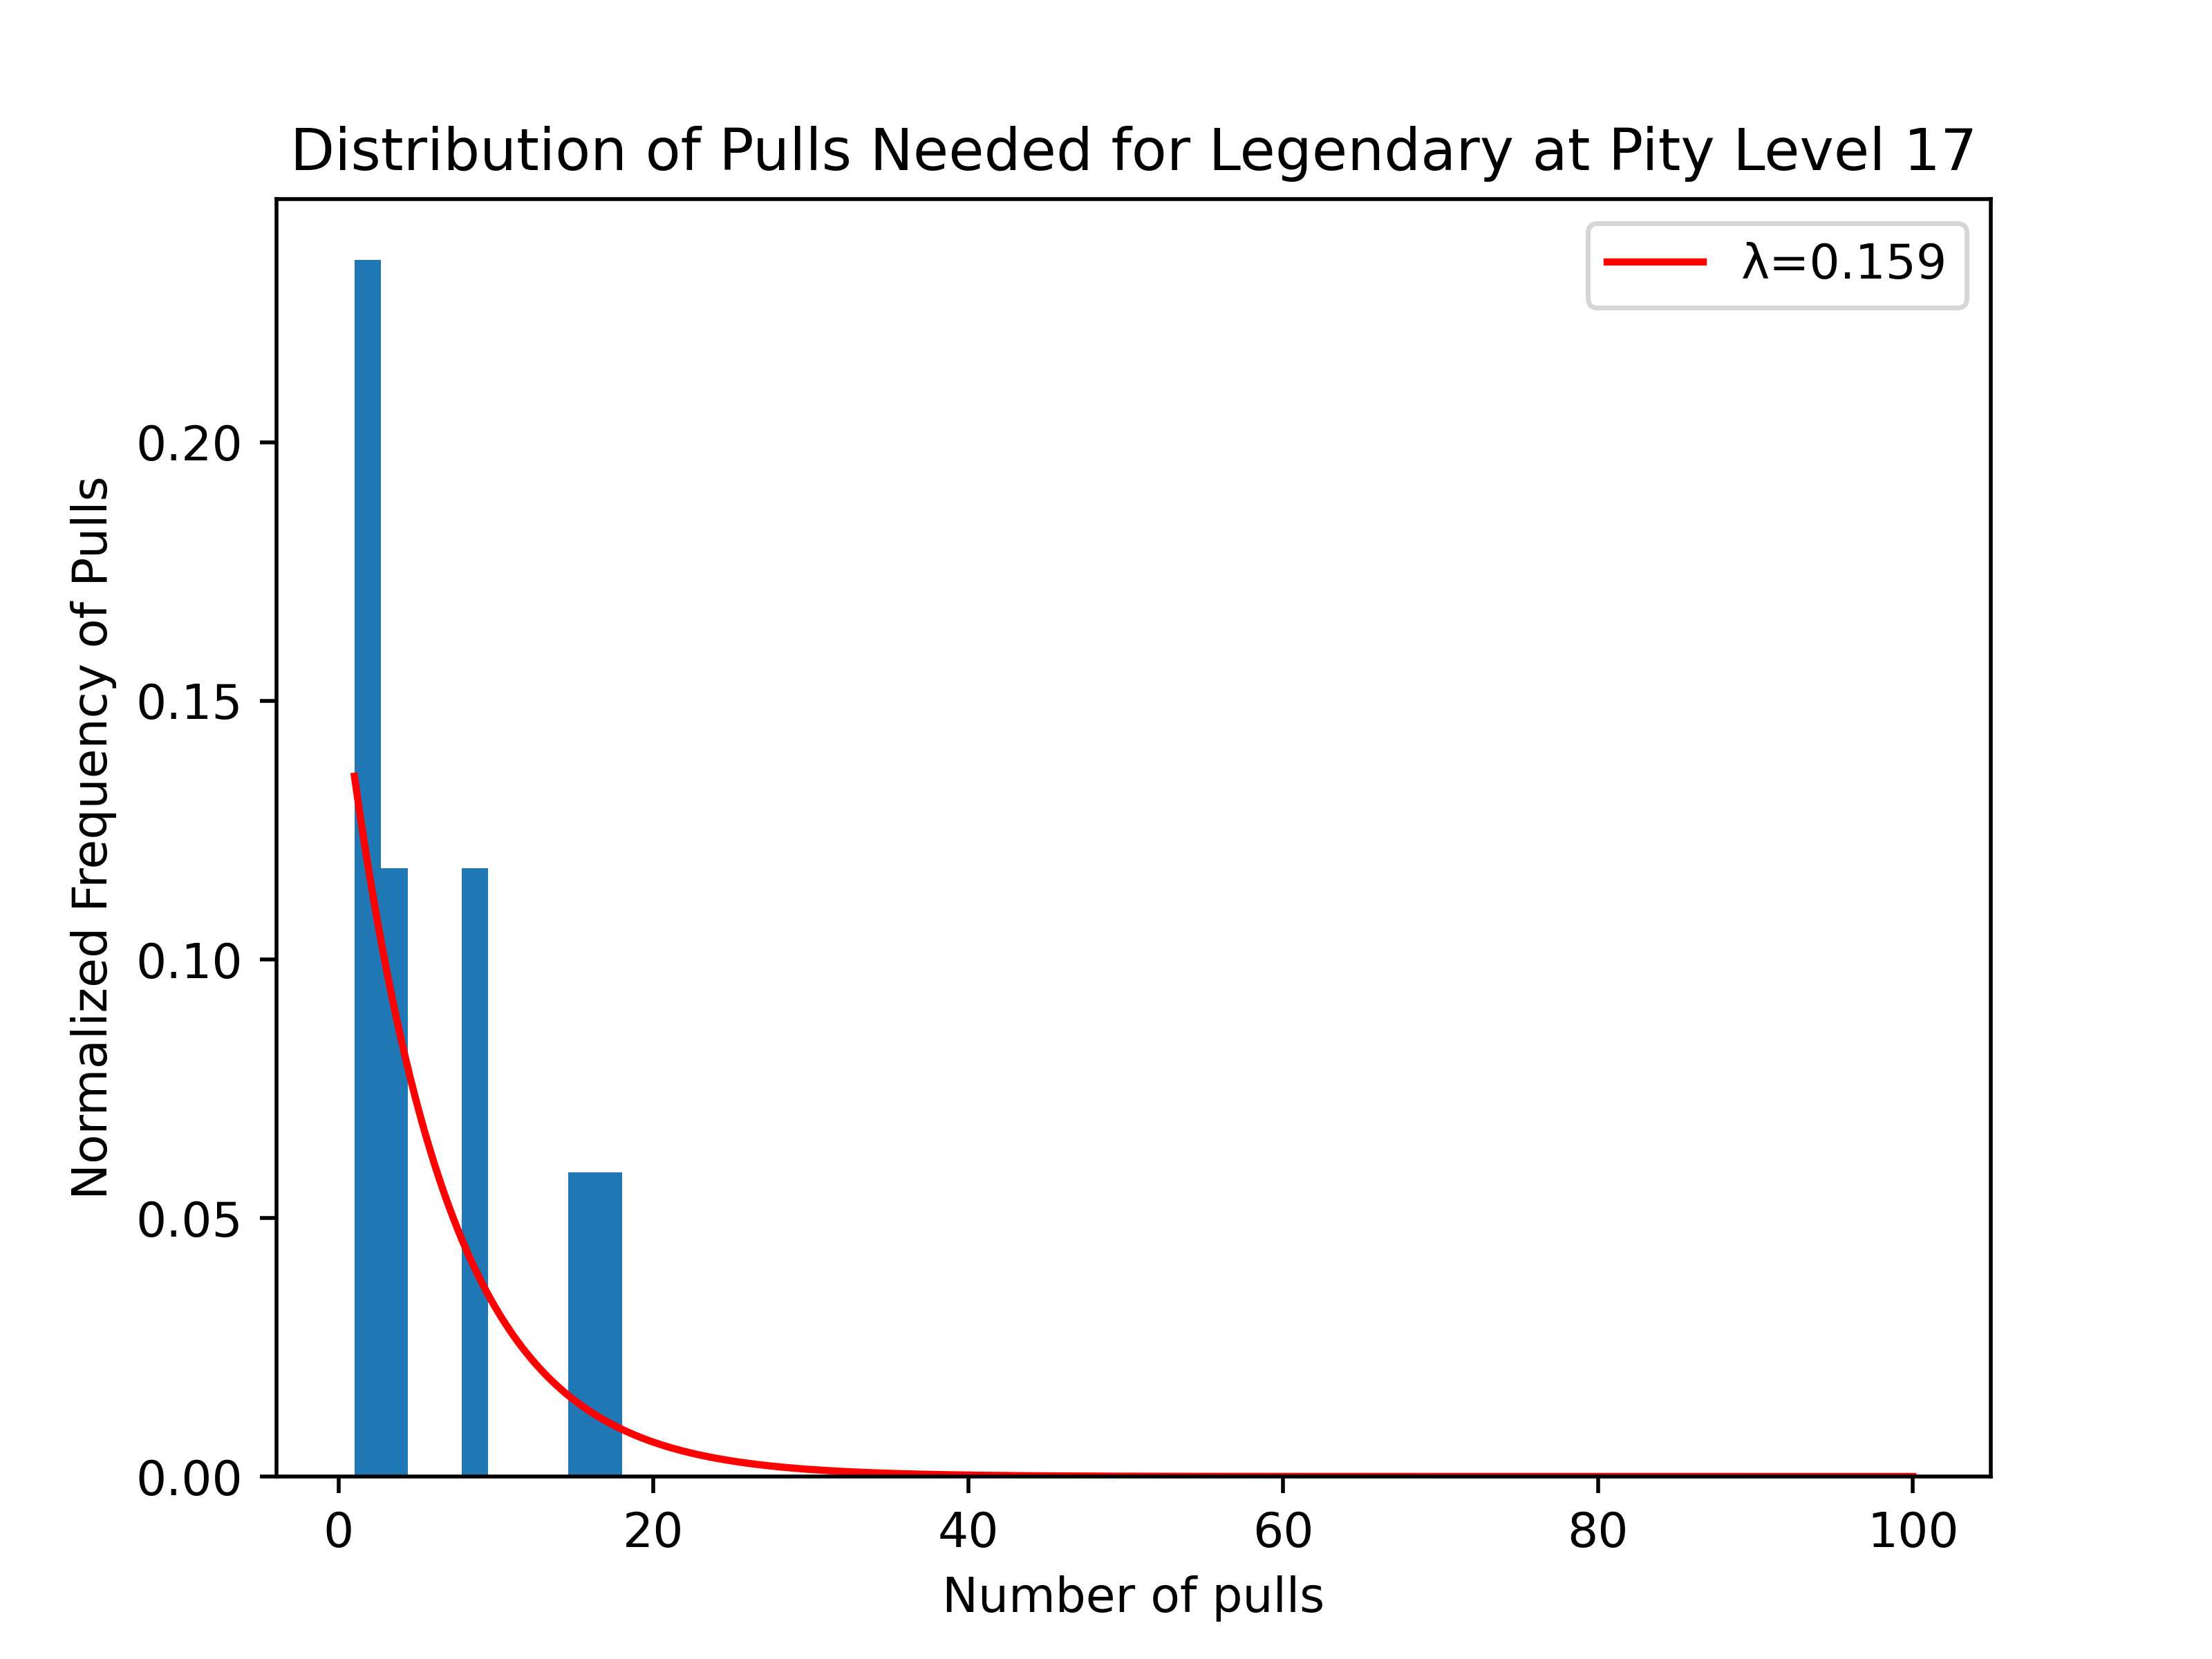 Distribution of Pulls Needed for Legendary at Pity Level 17
λ=0.159
Normalized Frequency of Pulls
0.20
0.15
0.10
0.05
0.00
0 20 40 60 80 100
Number of pulls